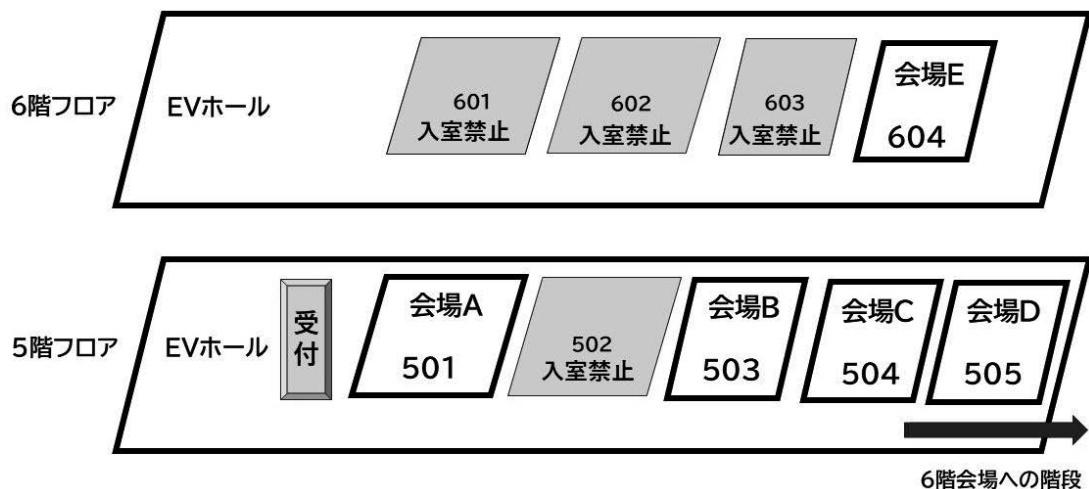 6階フロア
EVホール
601
入室禁止
602
入室禁止
603
入室禁止
会場E
604
5階フロア
EVホール
受付
会場A
501
502
入室禁止
会場B
503
会場C
504
会場D
505
6階会場への階段